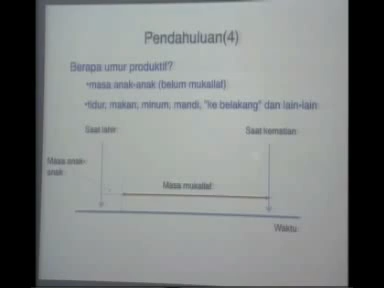 Pendahuluan(4)
Berapa umur produktif?
•masa anak-anak (belum mukallaf)
•tidur, makan, minum, mandi, "ke belakang" dan lain-lain
Saat lahir:
Saat kematian:
Masa anak-
anak:
Masa mukallaf:
Waktu: